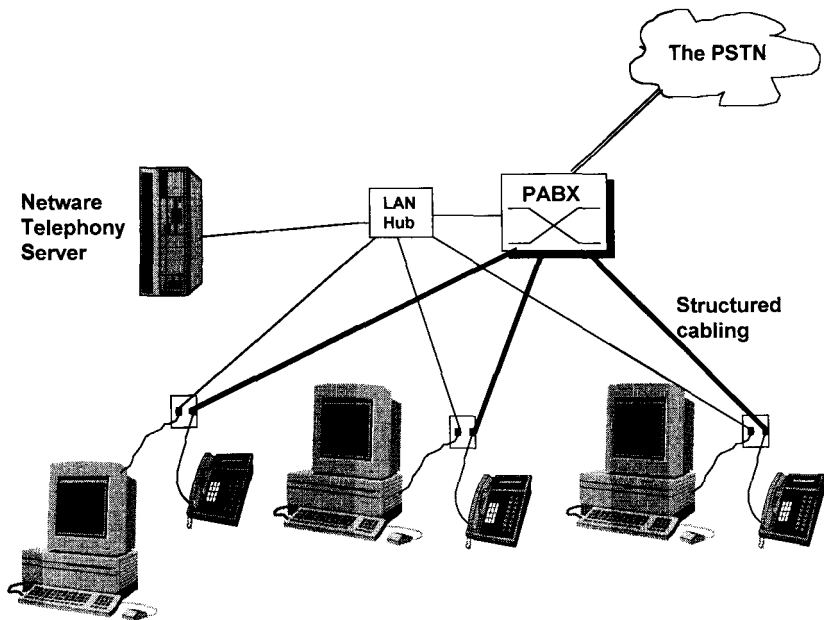 The PSTN
PABX
LAN
Hub
Netware
Telephony
Server
Structured
cabling